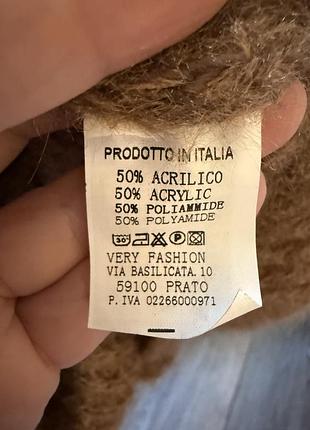 PRODOTTO IN ITALIA
50% ACRILICO
50% ACRYLIC
50% POLIAMMIDE
50% POLYAMIDE
30° P
VERY FASHION
VIA BASILICATA. 10
59100 PRATO
P. IVA 02266000971